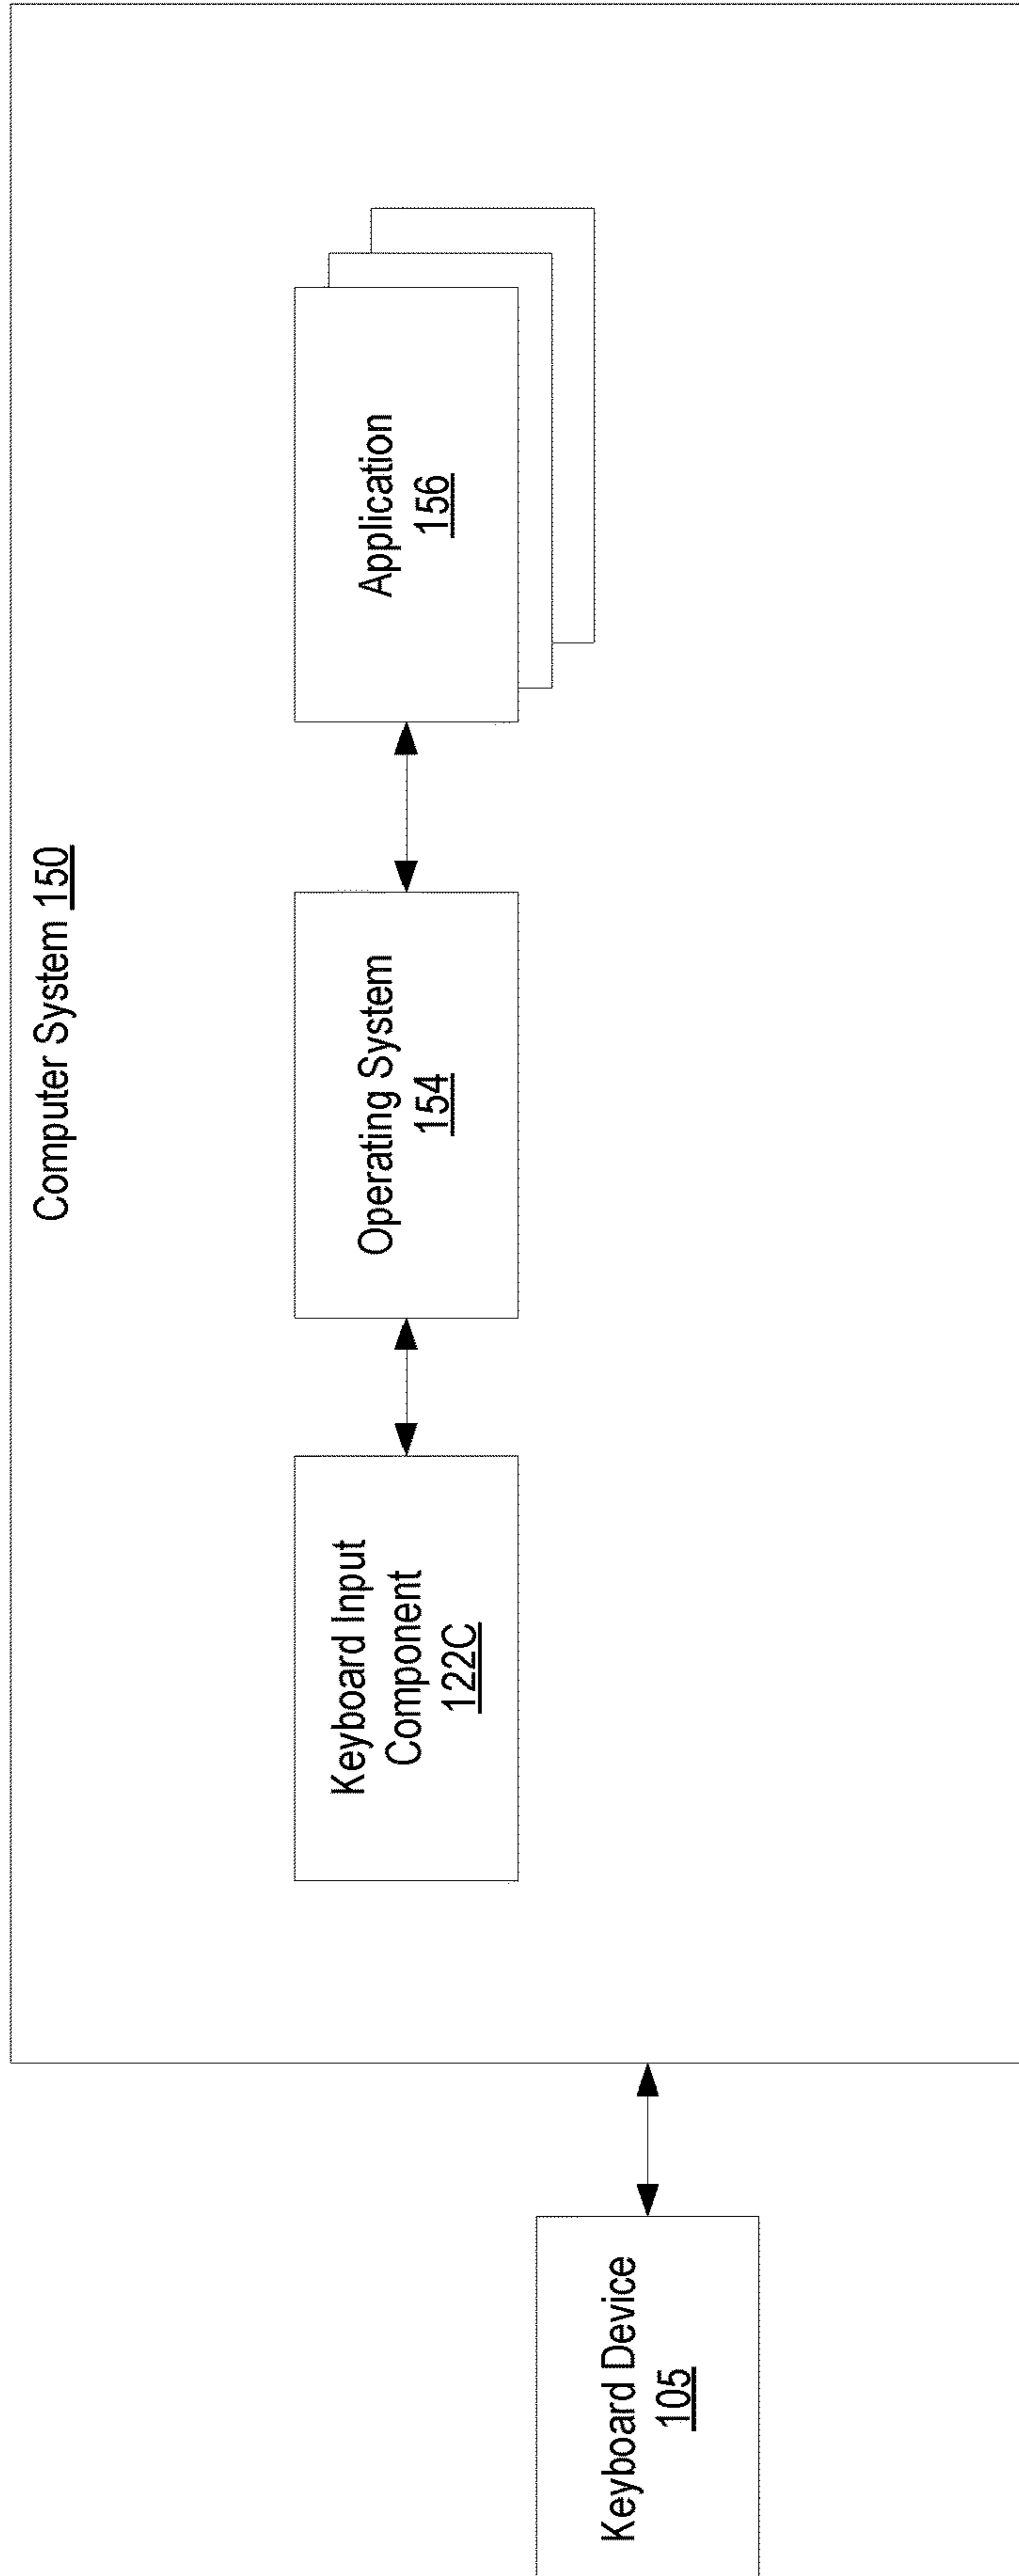 Computer System 150
Keyboard Device
105
Keyboard Input
Component
122C
Operating System
154
Application
156